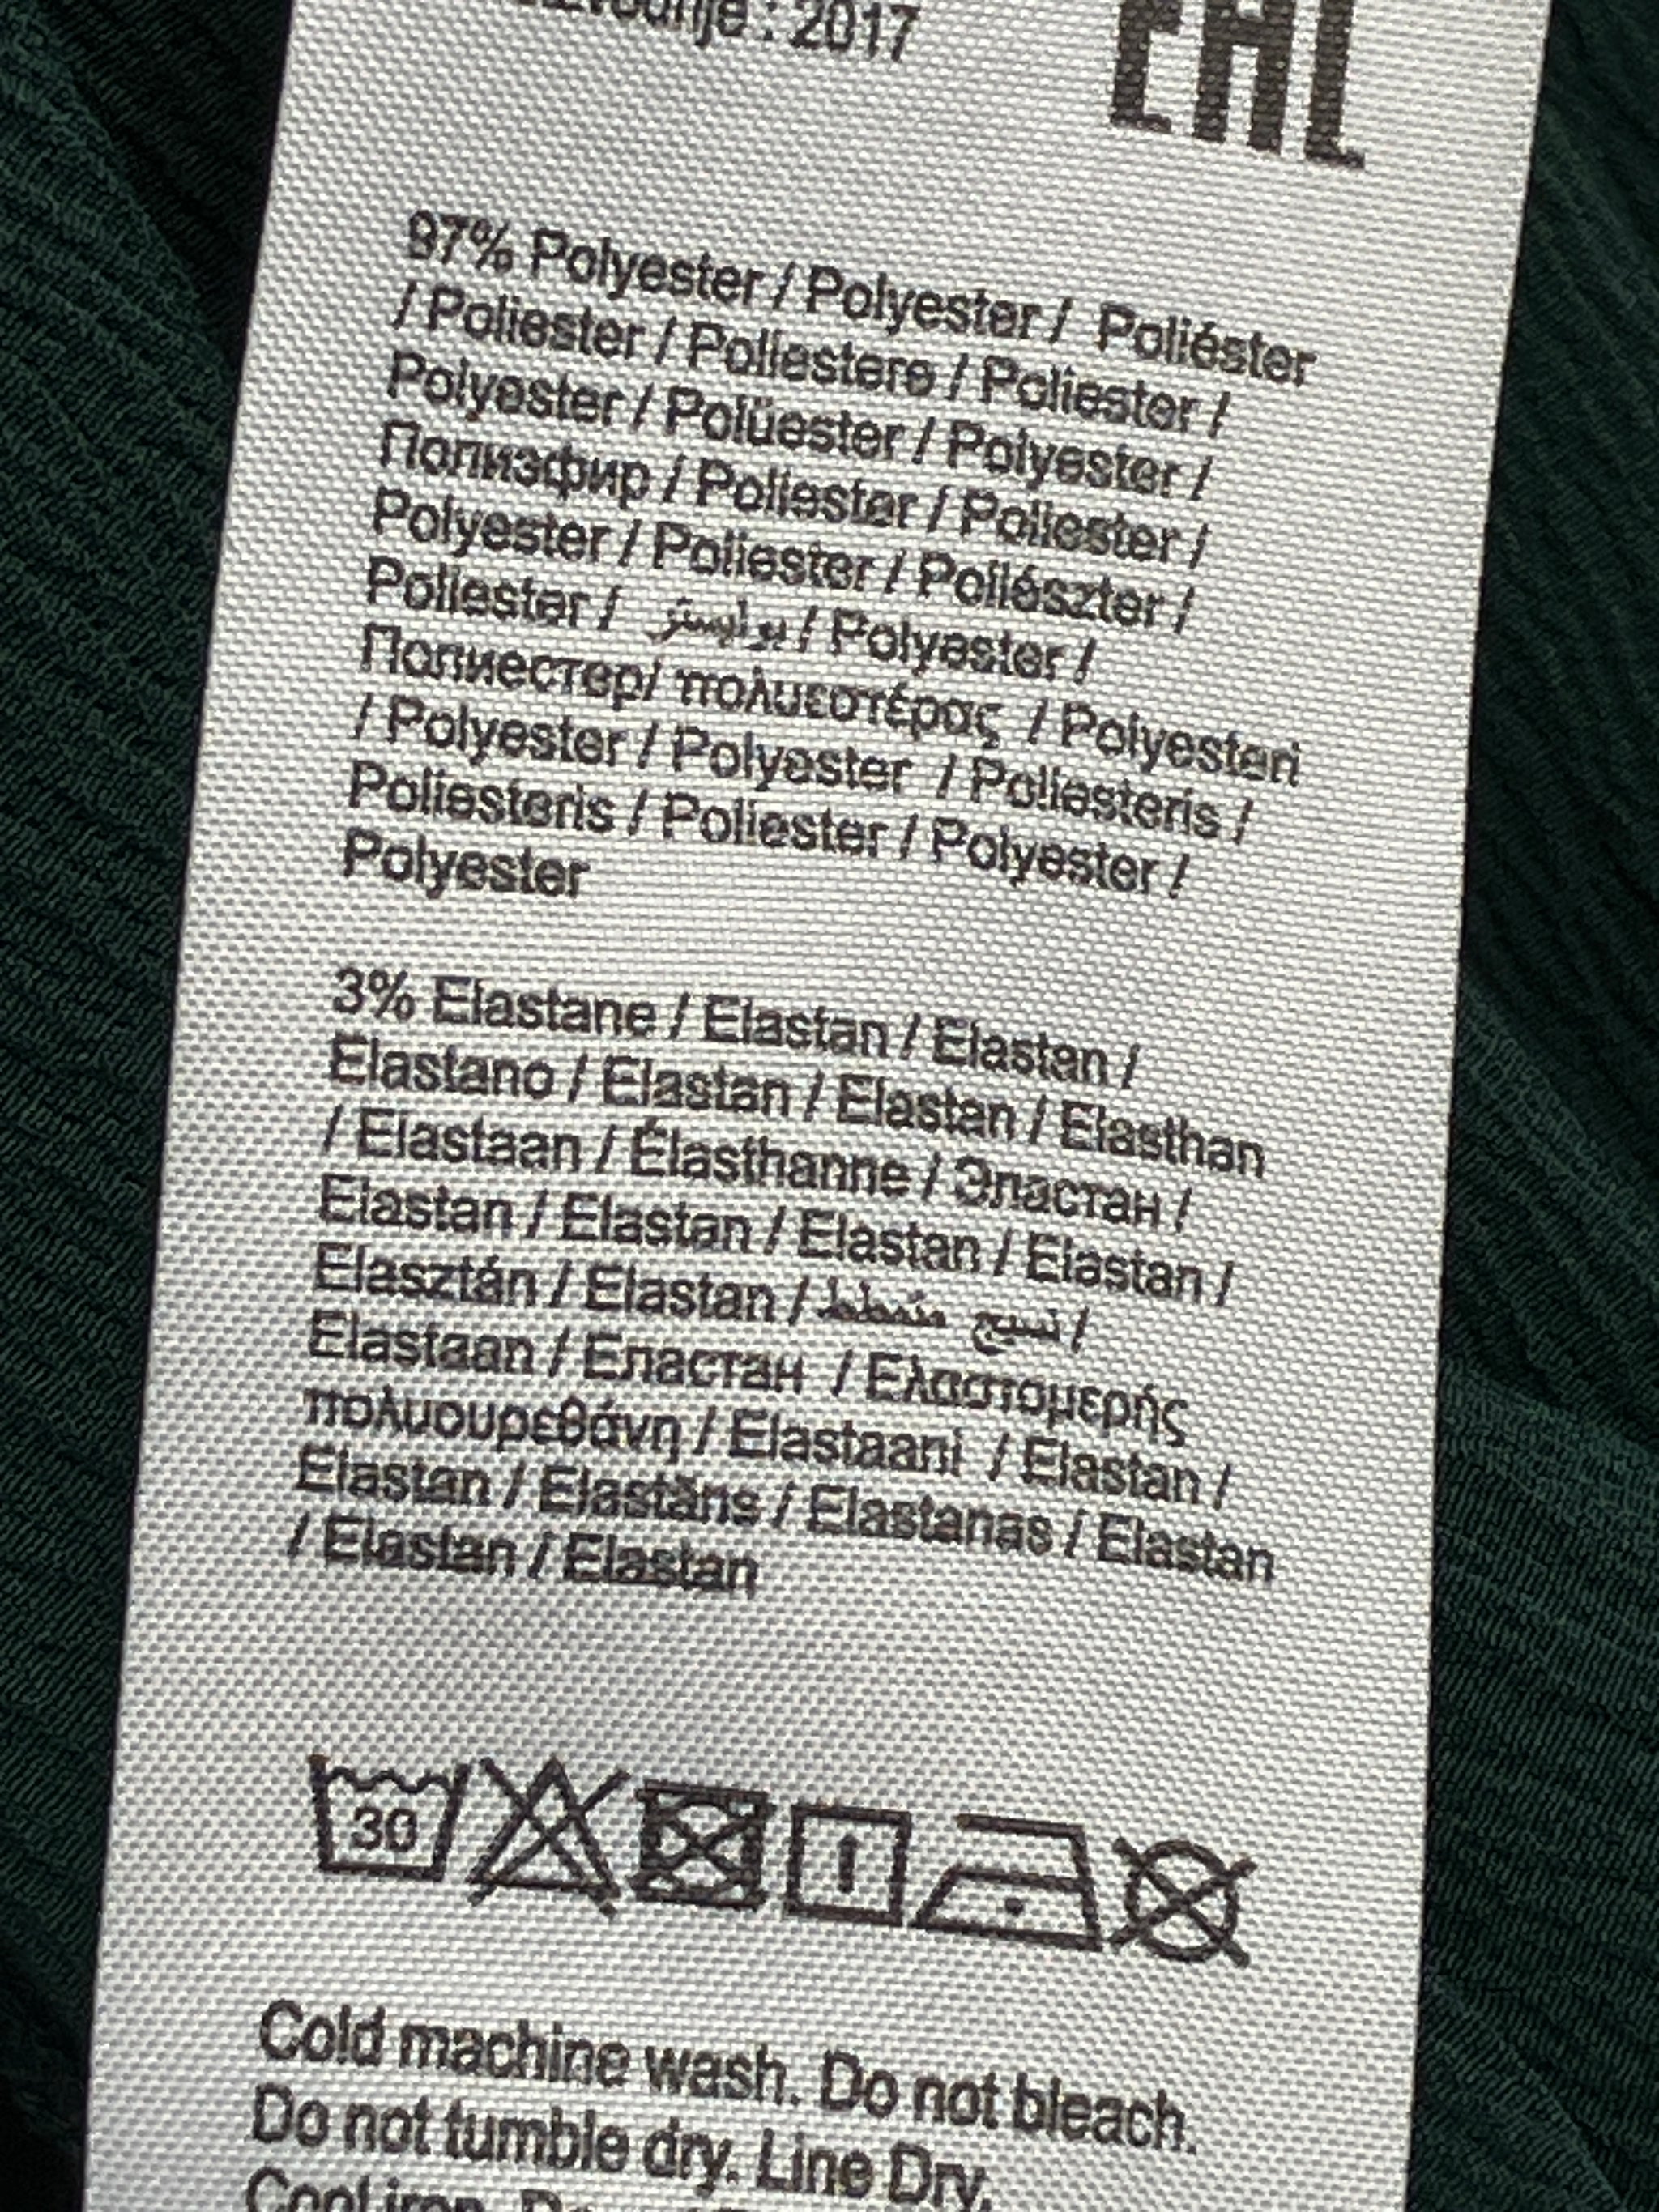 : 2017
EAC
97% Polyester / Polyester / Poliéster
/ Poliester / Poliestere / Poliester /
Polyester / Polüester / Polyester /
Полиэфир / Poliester / Poliester /
Polyester / Poliester / Poliészter /
Poliester / بوليستر / Polyester /
Полиестер/ πολυεστέρας / Polyesteri
/ Polyester / Polyester / Poliesteris /
Poliesteris / Poliester / Polyester /
Polyester
3% Elastane / Elastan / Elastan /
Elastano / Elastan / Elastan / Elasthan
/ Elastaan / Élasthanne / Эластан /
Elastan / Elastan / Elastan / Elastan /
Elasztán / Elastan / نسيج متمطط /
Elastaan / Еластан / Ελαστομερής
πολυουρεθάνη / Elastaani / Elastan /
Elastan / Elastāns / Elastanas / Elastan
/ Elastan / Elastan
30
Cold machine wash. Do not bleach.
Do not tumble dry. Line Dry.
Cool iron.